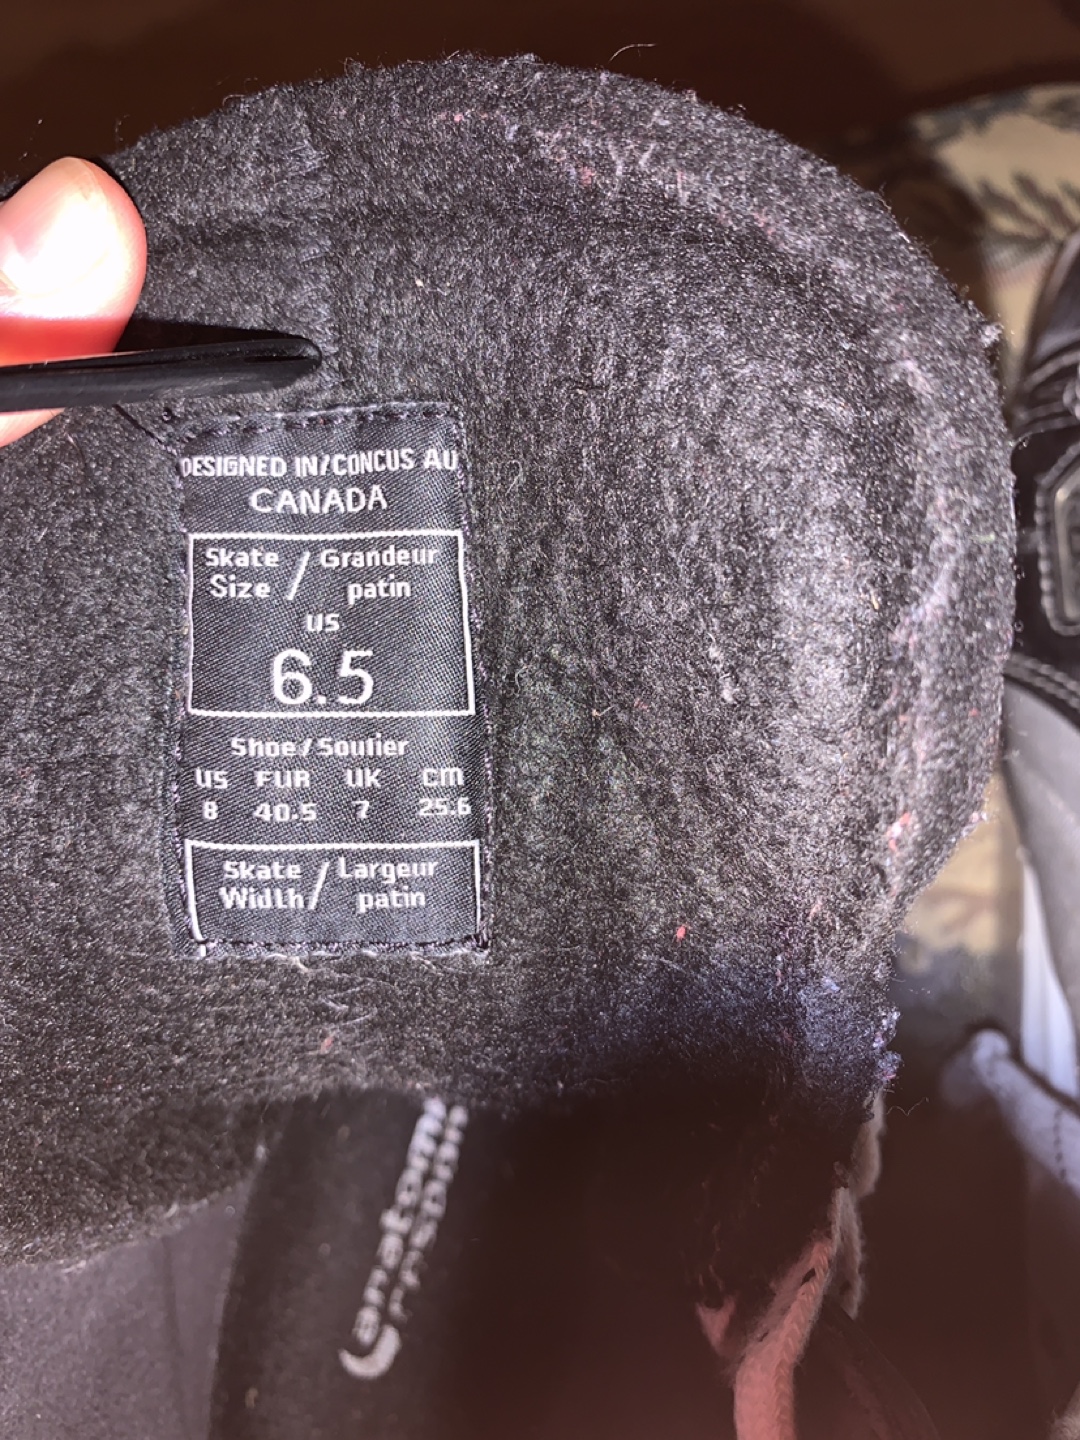 DESIGNED IN/CONCUS AU
CANADA
Skate / Grandeur
Size / patin
US
6.5
Shoe / Soulier
US EUR UK CM
8 40.5 7 25.6
Skate / Largeur
Width / patin
anatomic